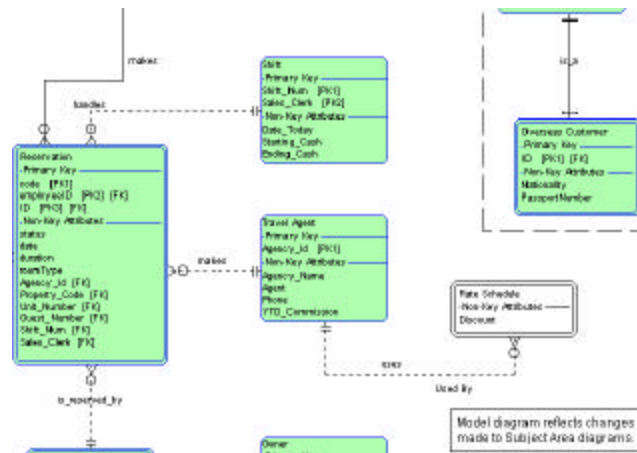 makes
handles
Reservation
Primary Key
code [PK1]
employeeID [PK2] [FK]
ID [PK3] [FK]
Non-Key Attributes
status
date
duration
roomType
Agency_Id [FK]
Property_Code [FK]
Unit_Number [FK]
Guest_Number [FK]
Shift_Num [FK]
Sales_Clerk [FK]
is_reserved_by
Shift
Primary Key
Shift_Num [PK1]
Sales_Clerk [PK2]
Non-Key Attributes
Date_Today
Starting_Cash
Ending_Cash
makes
Travel Agent
Primary Key
Agency_Id [PK1]
Non-Key Attributes
Agency_Name
Agent
Phone
YTD_Commission
uses
Used By
Owner
is_a
Overseas Customer
Primary Key
ID [PK1] [FK]
Non-Key Attributes
Nationality
PassportNumber
Rate Schedule
Non-Key Attributes
Discount
Model diagram reflects changes
made to Subject Area diagrams.